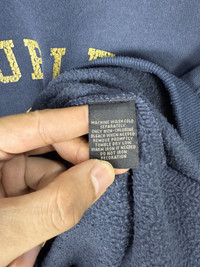 URL
MACHINE WASH COLD
SEPARATELY.
ONLY NON-CHLORINE
BLEACH WHEN NEEDED
REMOVE PROMPTLY.
TUMBLE DRY LOW
WARM IRON IF NEEDED
DO NOT IRON
DECORATION